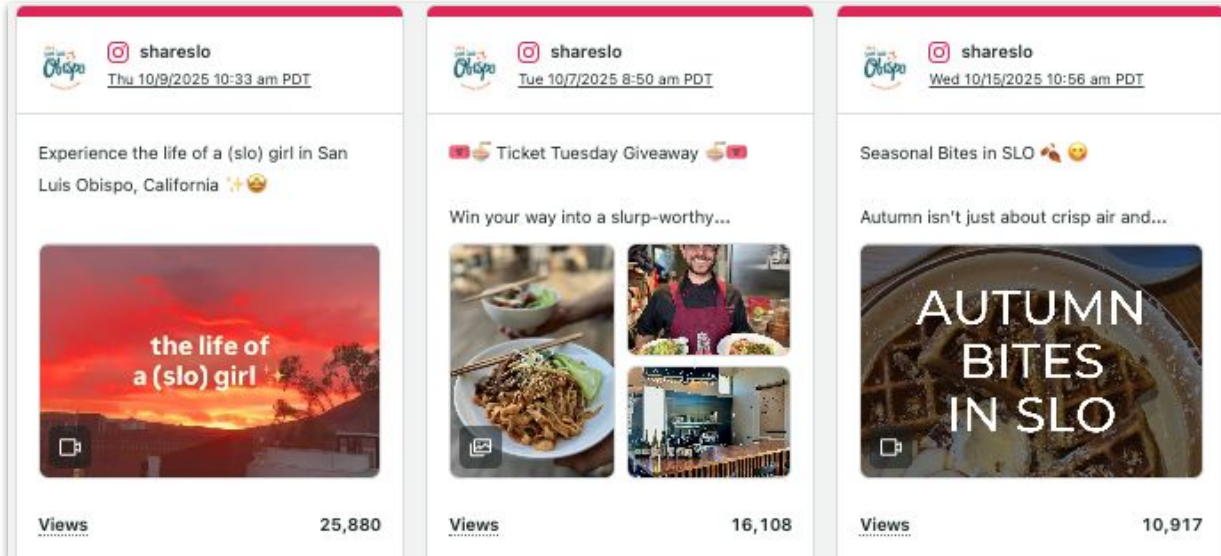 Obispo
shareslo
Thu 10/9/2025 10:33 am PDT
Experience the life of a (slo) girl in San
Luis Obispo, California ✨🤩
the life of
a (slo) girl ✨
Views 25,880
Obispo
shareslo
Tue 10/7/2025 8:50 am PDT
🎟️🍜 Ticket Tuesday Giveaway 🍜🎟️
Win your way into a slurp-worthy...
Views 16,108
Obispo
shareslo
Wed 10/15/2025 10:56 am PDT
Seasonal Bites in SLO 🍂 😋
Autumn isn't just about crisp air and...
AUTUMN
BITES
IN SLO
Views 10,917